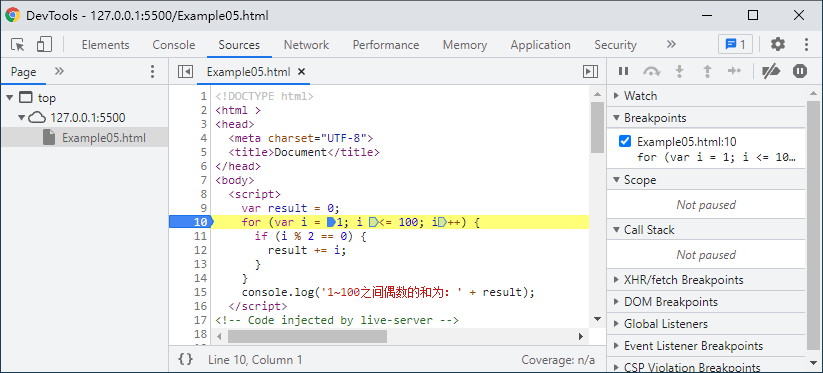 DevTools - 127.0.0.1:5500/Example05.html
Elements Console Sources Network Performance Memory Application Security 1
Page
Example05.html
top
127.0.0.1:5500
Example05.html
1 <!DOCTYPE html>
2 <html >
3 <head>
4 <meta charset="UTF-8">
5 <title>Document</title>
6 </head>
7 <body>
8 <script>
9 var result = 0;
10 for (var i = 1; i <= 100; i++) {
11 if (i % 2 == 0) {
12 result += i;
13 }
14 }
15 console.log('1~100之间偶数的和为: ' + result);
16 </script>
17 <!-- Code injected by live-server -->
18
{} Line 10, Column 1 Coverage: n/a
Watch
Breakpoints
Example05.html:10
for (var i = 1; i <= 10…
Scope
Not paused
Call Stack
Not paused
XHR/fetch Breakpoints
DOM Breakpoints
Global Listeners
Event Listener Breakpoints
CSP Violation Breakpoints